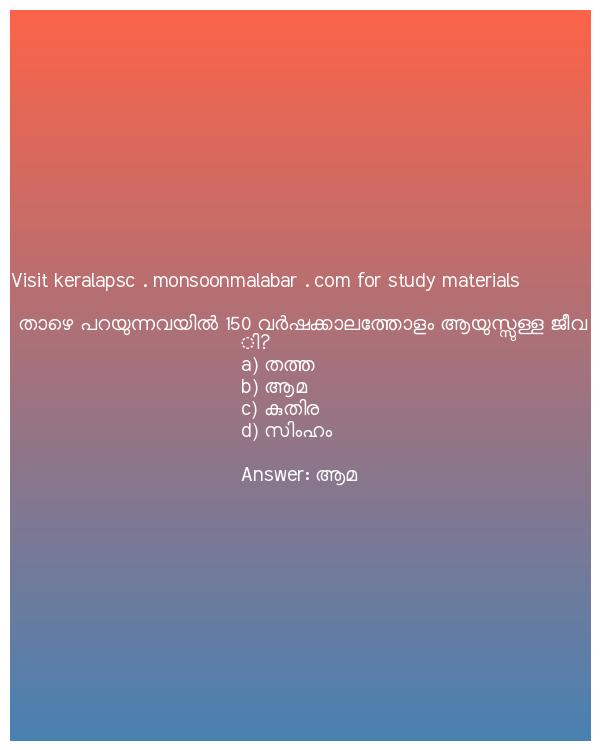 Visit keralapsc . monsoonmalabar . com for study materials
താഴെ പറയുന്നവയിൽ 150 വർഷക്കാലത്തോളം ആയുസ്സുള്ള ജീവ
ി?
a) തത്ത
b) ആമ
c) കുതിര
d) സിംഹം
Answer: ആമ